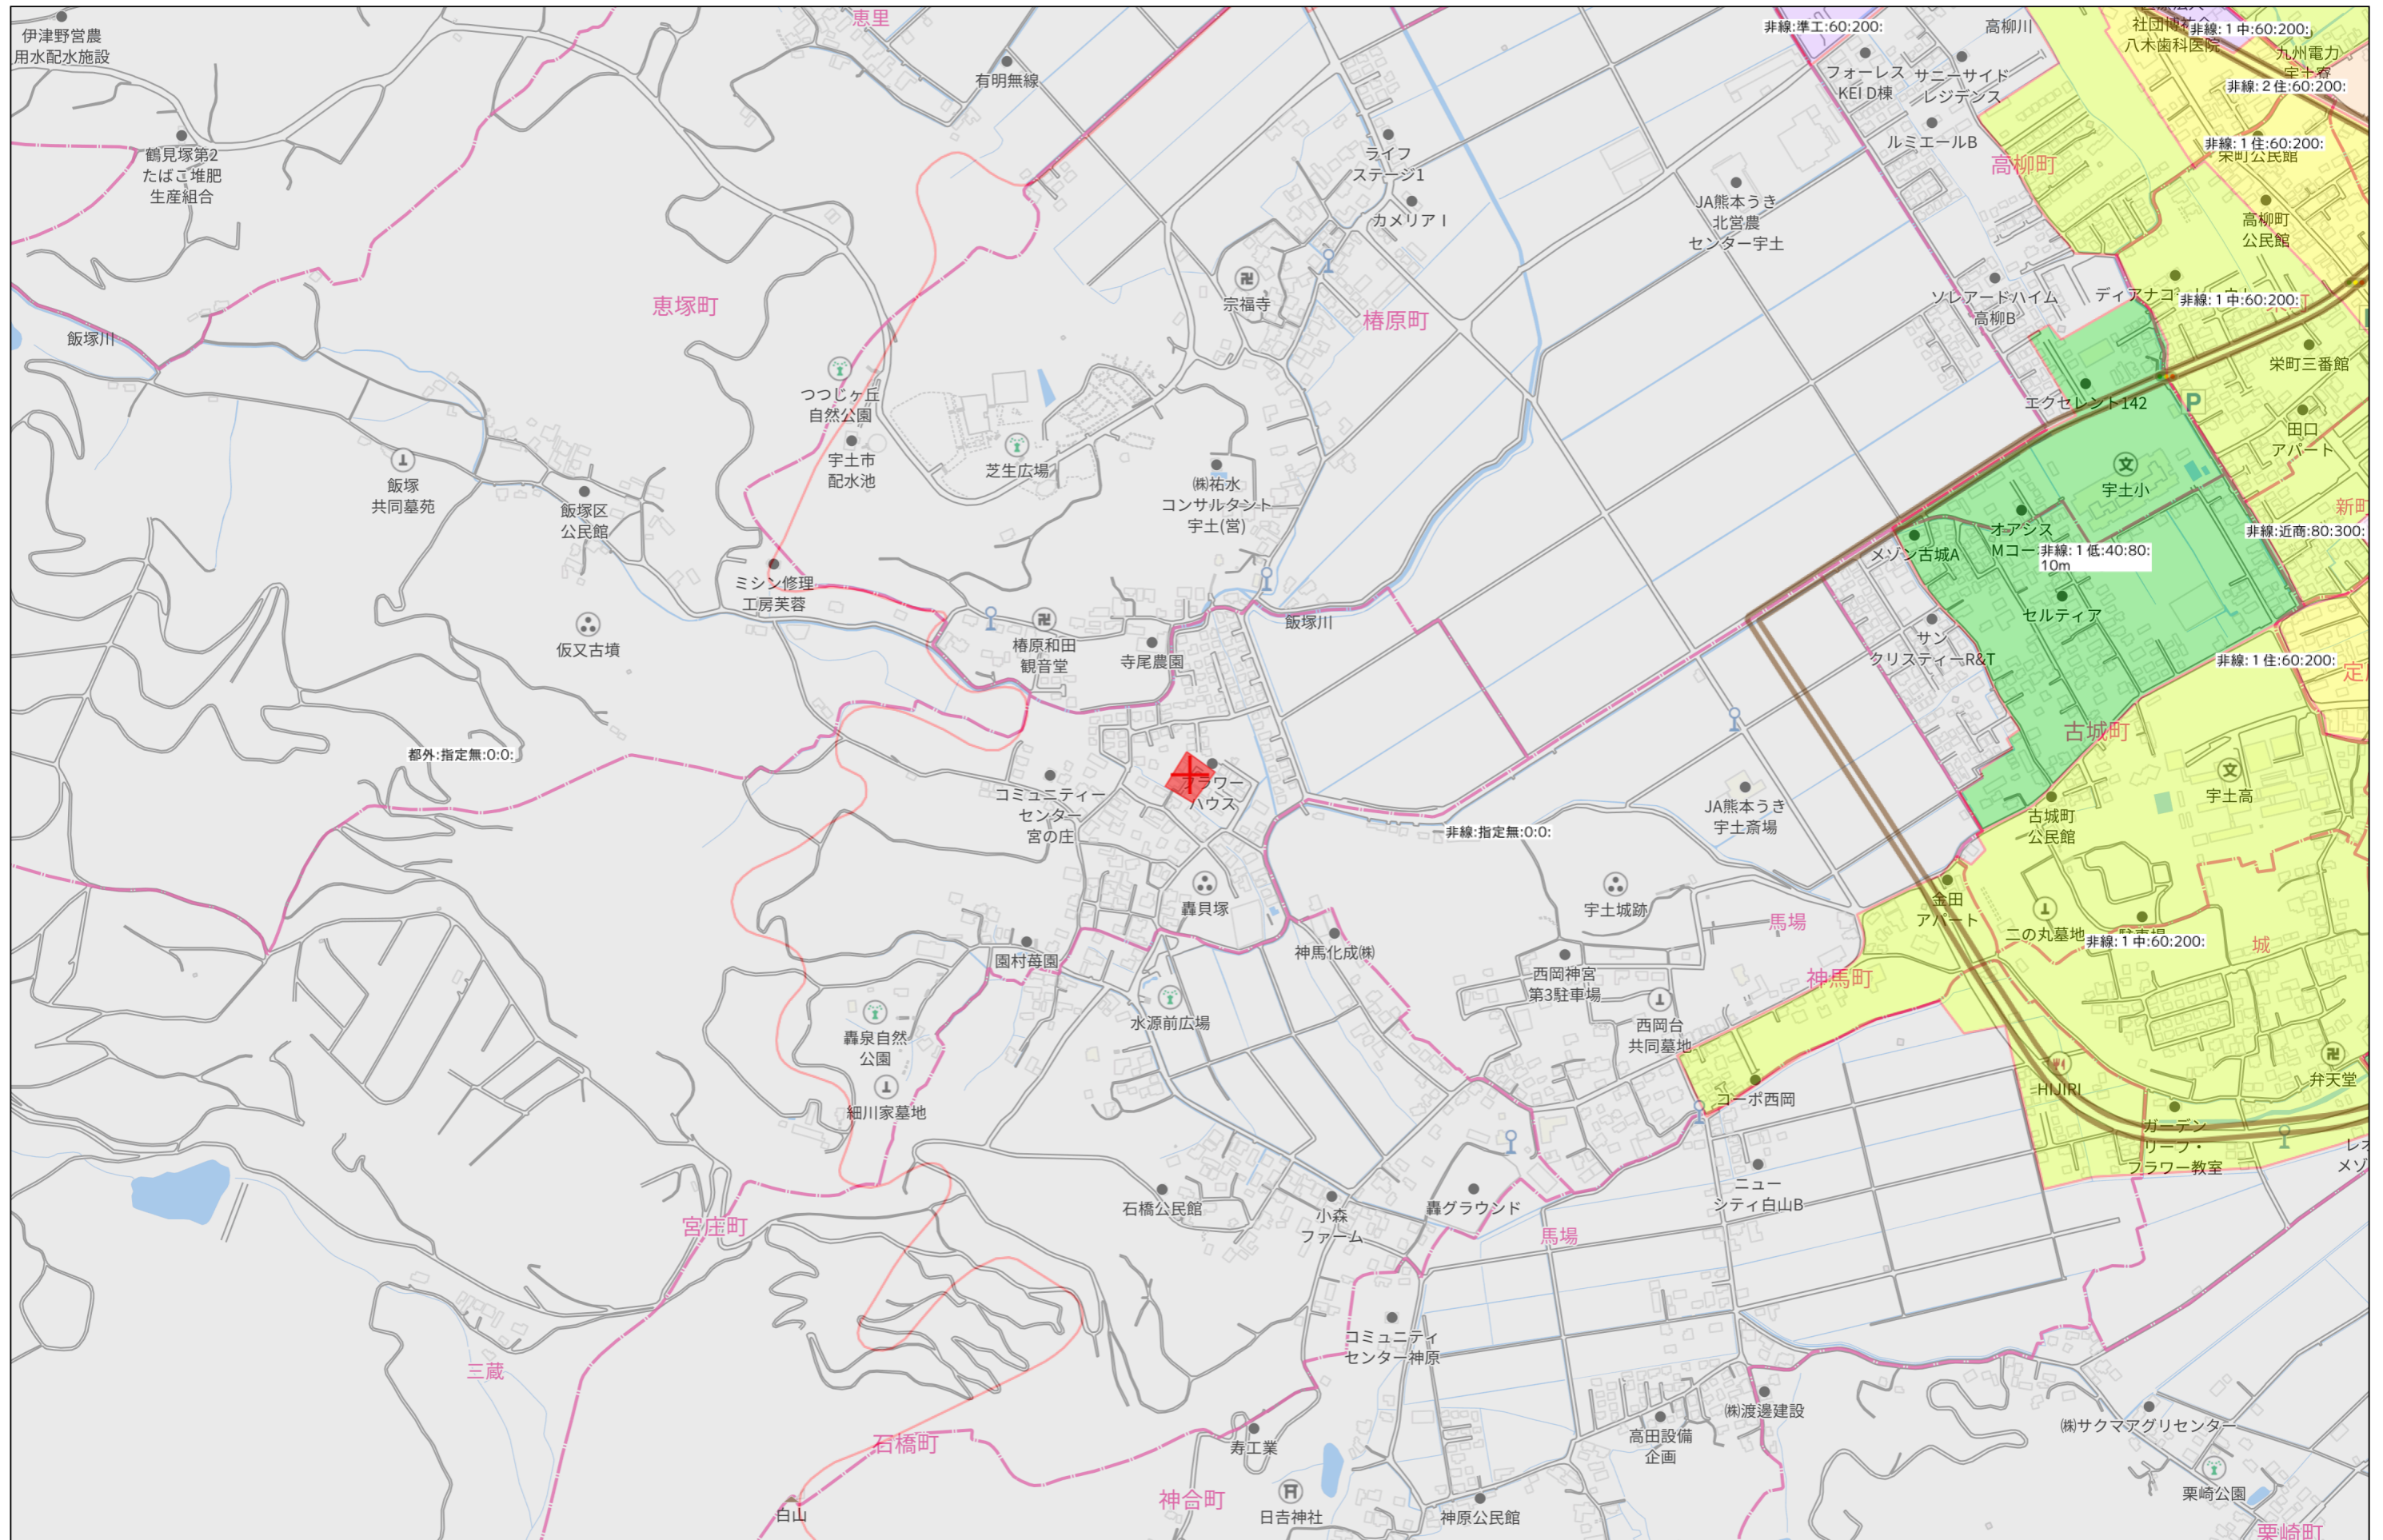 恵里
伊津野営農
用水配水施設
有明無線
非線:準工:60:200:
高柳川
八木歯科医院
非線:1中:60:200:
九州電力
宇土寮
フォーレス
KEI D棟
サニーサイド
レジデンス
非線:2住:60:200:
ルミエールB
鶴見塚第2
たばこ堆肥
生産組合
ライフ
ステージ1
高柳町
非線:1住:60:200:
栄町公民館
JA熊本うき
北営農
センター宇土
カメリアⅠ
高柳町
公民館
恵塚町
宗福寺
椿原町
ソレアードハイム
高柳B
非線:1中:60:200:
飯塚川
栄町三番館
つつじヶ丘
自然公園
エクセレント142
P
田口
アパート
宇土市
配水池
芝生広場
㈱祐水
コンサルタント
宇土(営)
飯塚
共同墓苑
飯塚区
公民館
宇土小
オアシス
メゾン古城A
非線:近商:80:300:
非線:1低:40:80:
10m
ミシン修理
工房芙蓉
セルティア
飯塚川
仮又古墳
椿原和田
観音堂
寺尾農園
サン
クリスティーR&T
非線:1住:60:200:
古城町
都外:指定無:0:0:
フラワー
ハウス
コミュニティー
センター
宮の庄
JA熊本うき
宇土斎場
宇土高
古城町
公民館
非線:指定無:0:0:
轟貝塚
宇土城跡
金田
アパート
馬場
二の丸墓地
駐車場
非線:1中:60:200:
城
園村苺園
神馬化成㈱
西岡神宮
第3駐車場
神馬町
轟泉自然
公園
水源前広場
西岡台
共同墓地
細川家墓地
コーポ西岡
HIJIRI
弁天堂
ガーデン
リーフ・
フラワー教室
石橋公民館
小森
ファーム
轟グラウンド
ニュー
シティ白山B
宮庄町
馬場
コミュニティ
センター神原
三蔵
石橋町
寿工業
㈱渡邊建設
高田設備
企画
㈱サクマアグリセンター
白山
神合町
日吉神社
神原公民館
栗崎公園
栗崎町